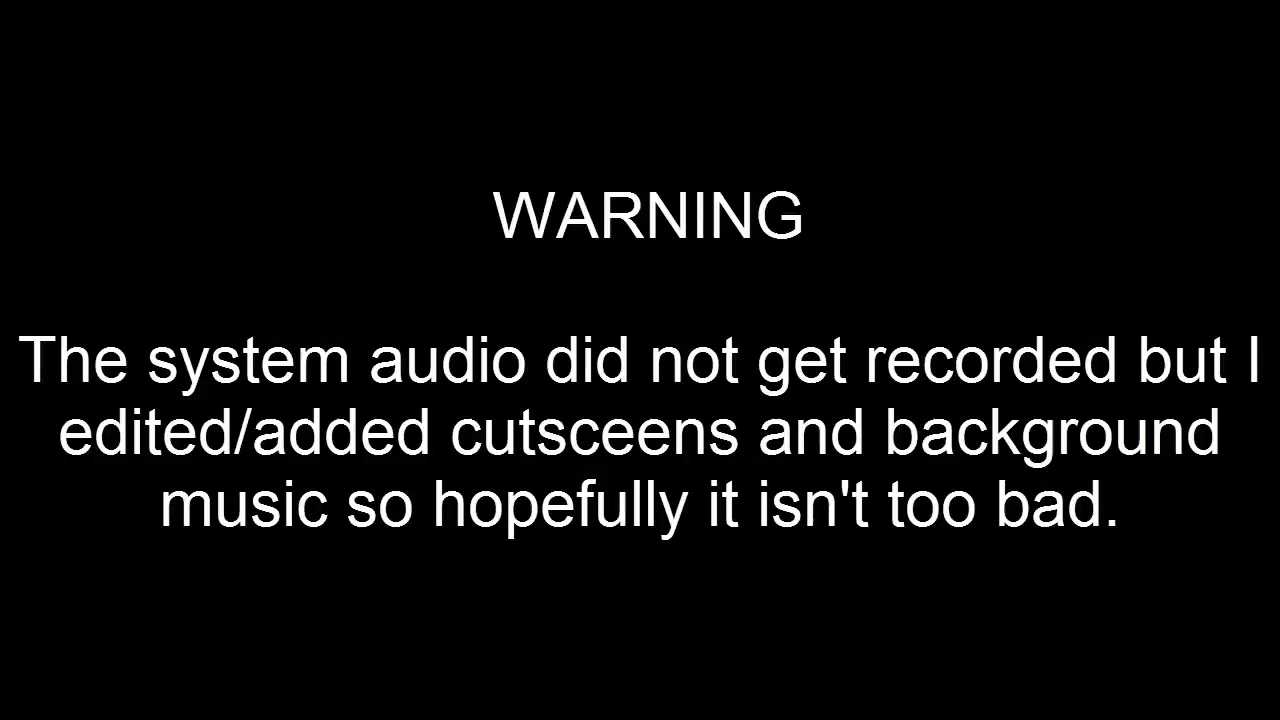 WARNING
The system audio did not get recorded but I
edited/added cutsceens and background
music so hopefully it isn't too bad.